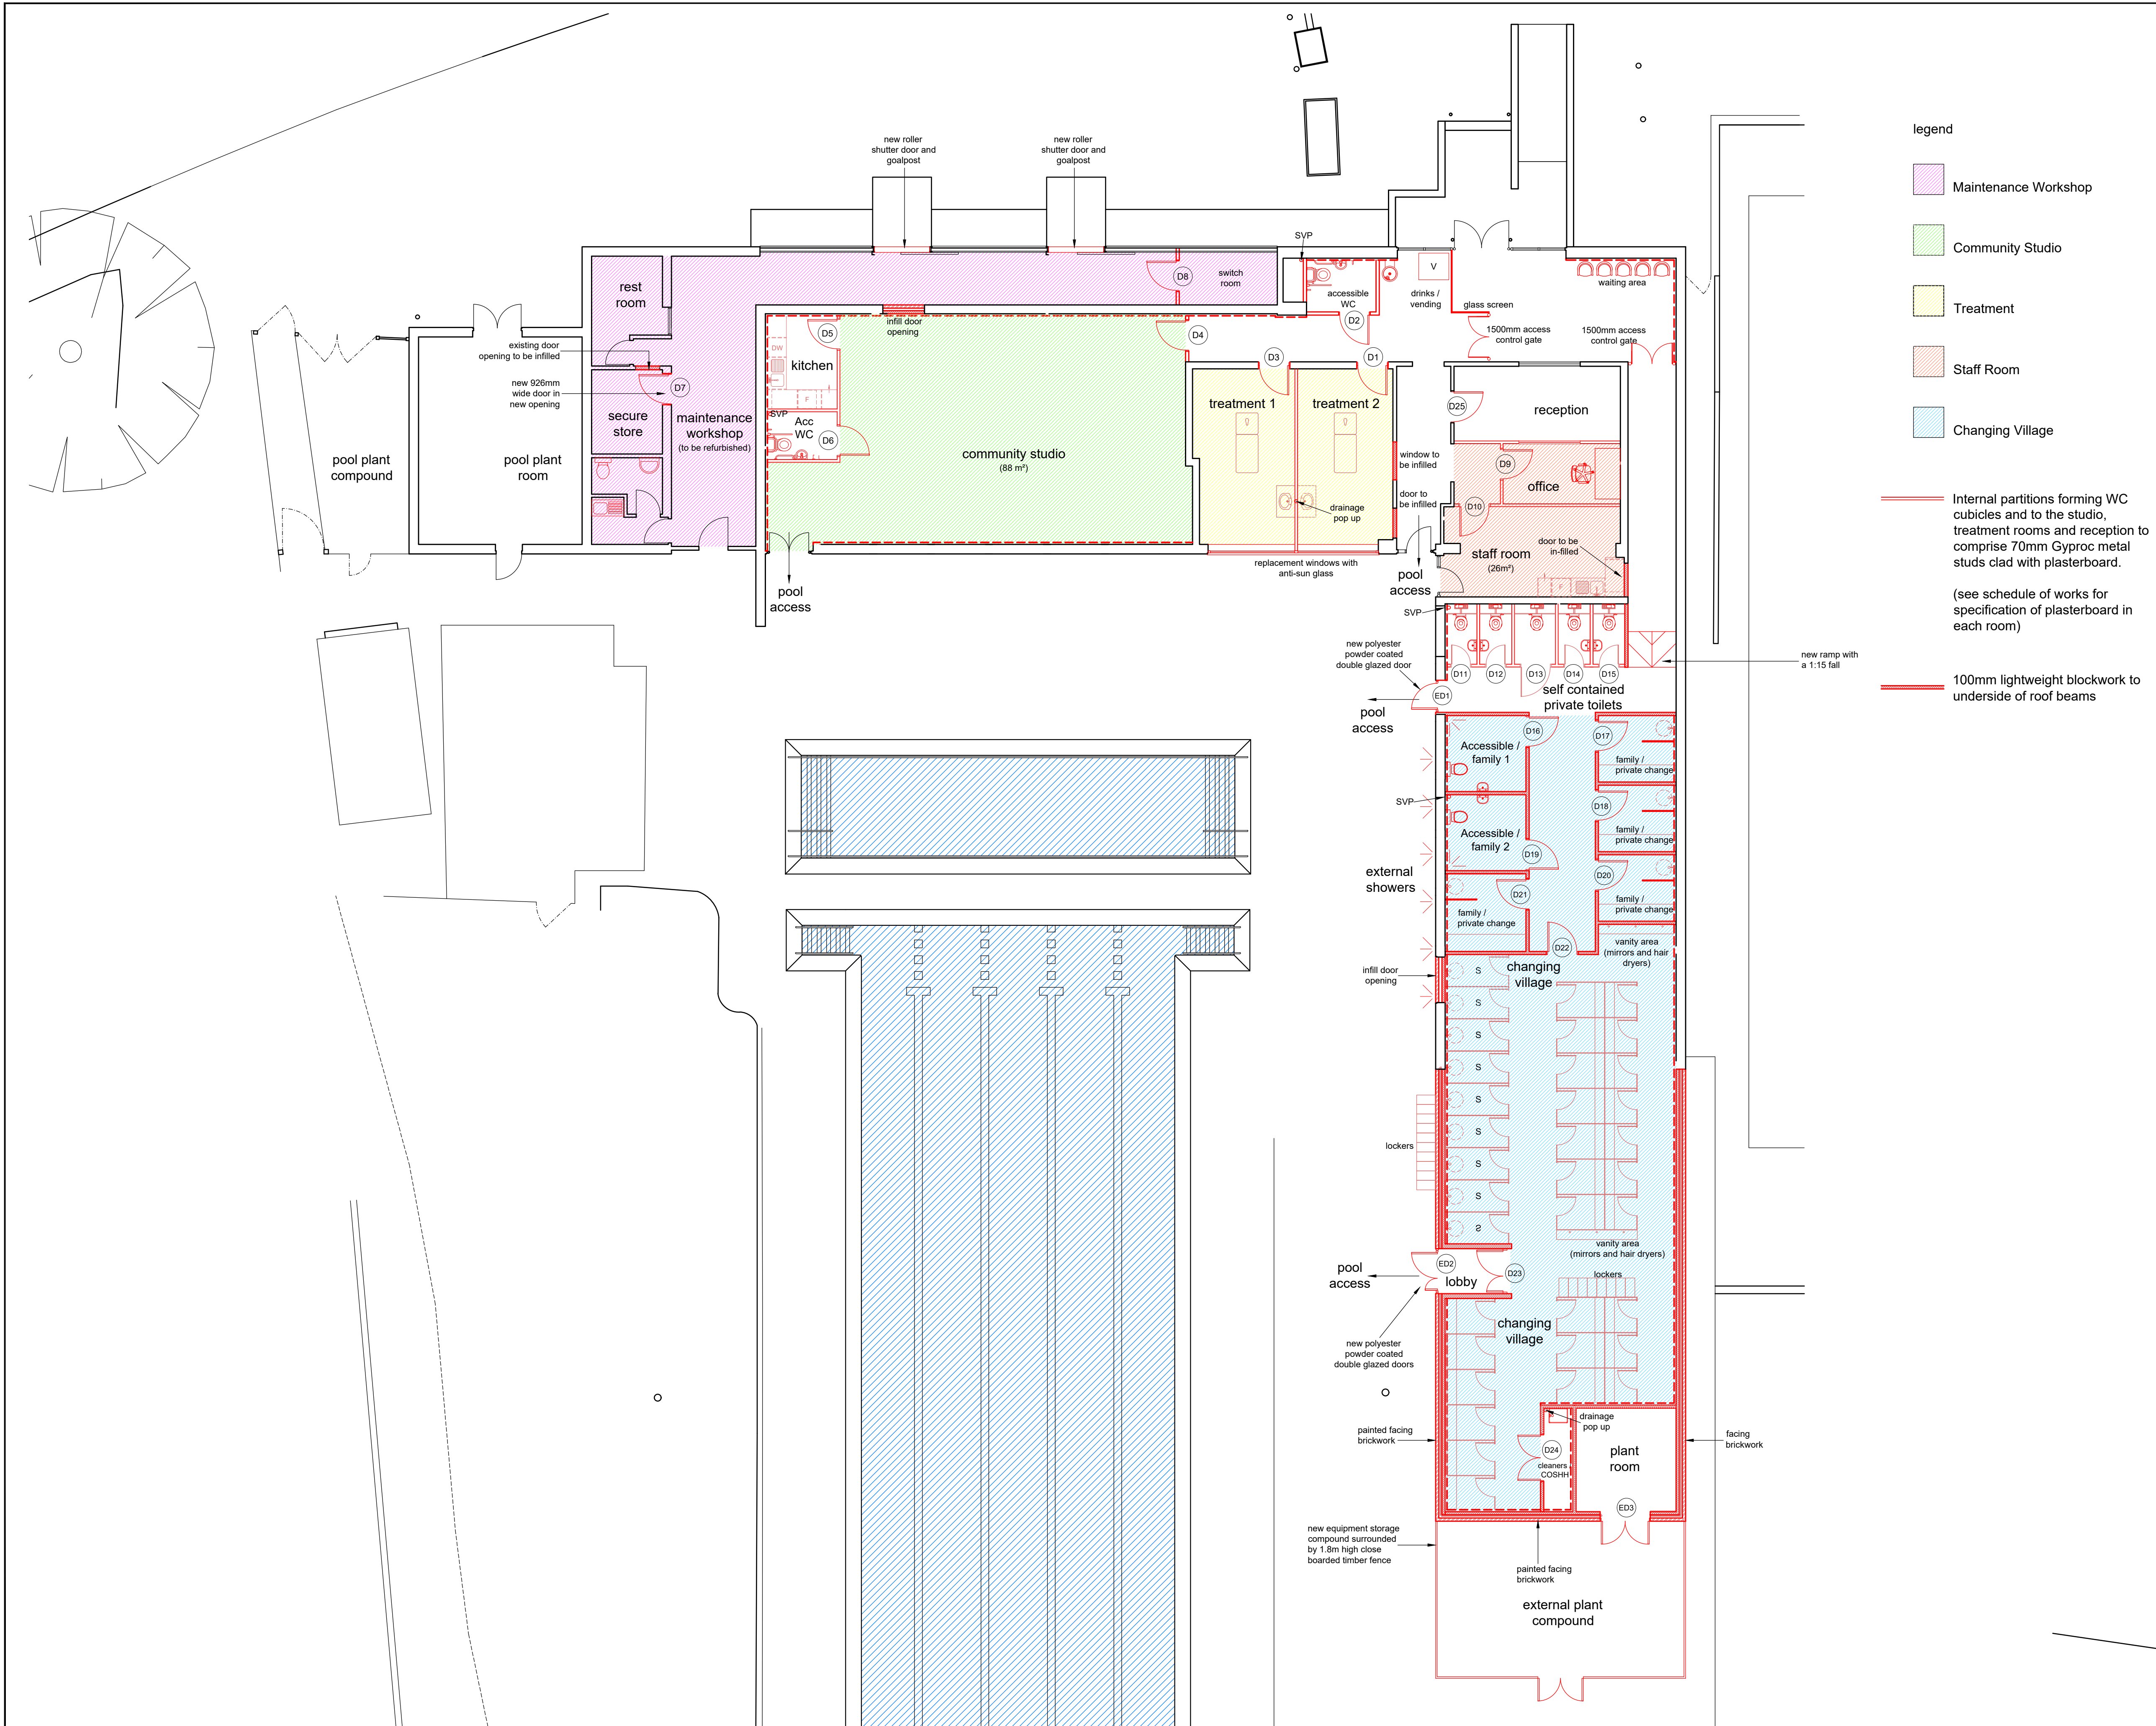 legend
Maintenance Workshop
Community Studio
Treatment
Staff Room
Changing Village
Internal partitions forming WC
cubicles and to the studio,
treatment rooms and reception to
comprise 70mm Gyproc metal
studs clad with plasterboard.
(see schedule of works for
specification of plasterboard in
each room)
100mm lightweight blockwork to
underside of roof beams
new roller
shutter door and
goalpost
new roller
shutter door and
goalpost
SVP
rest
room
D8
switch
room
accessible
WC
D2
V
drinks /
vending
glass screen
waiting area
1500mm access
control gate
1500mm access
control gate
existing door
opening to be infilled
new 926mm
wide door in
new opening
D7
secure
store
maintenance
workshop
(to be refurbished)
pool plant
compound
pool plant
room
infill door
opening
D5
DW
kitchen
F
SVP
Acc
WC
D6
D4
D3
D1
community studio
(88 m²)
treatment 1
treatment 2
drainage
pop up
replacement windows with
anti-sun glass
window to
be infilled
door to
be infilled
D25
reception
D9
office
D10
door to be
in-filled
staff room
(26m²)
F
pool
access
pool
access
SVP
new polyester
powder coated
double glazed door
D11
D12
D13
D14
D15
ED1
self contained
private toilets
new ramp with
a 1:15 fall
pool
access
D16
D17
Accessible /
family 1
family /
private change
SVP
D18
Accessible /
family 2
family /
private change
D19
external
showers
D20
D21
family /
private change
family /
private change
D22
vanity area
(mirrors and hair
dryers)
changing
village
infill door
opening
S
S
S
S
S
S
S
S
S
lockers
vanity area
(mirrors and hair dryers)
ED2
pool
access
lobby
D23
lockers
changing
village
new polyester
powder coated
double glazed doors
drainage
pop up
painted facing
brickwork
facing
brickwork
D24
cleaners
COSHH
plant
room
ED3
new equipment storage
compound surrounded
by 1.8m high close
boarded timber fence
painted facing
brickwork
external plant
compound